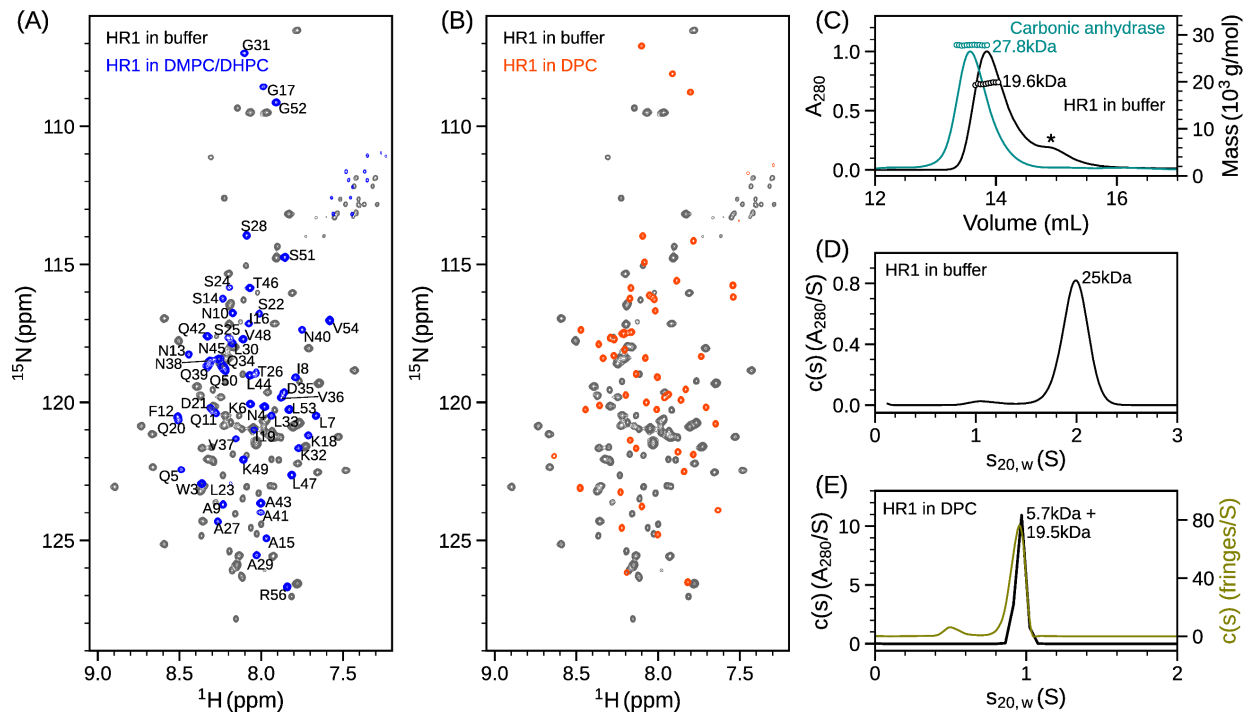 (A)
HR1 in buffer
HR1 in DMPC/DHPC
G31
G17
G52
S28
S51
S24
T46
S14
S22
N10
I16
V54
Q42
S25
V48
N40
N13
N45
L30
N38
Q34
Q39
T26
I8
Q50
L44
D35
V36
D21
K6
L53
F12
N4
L7
Q11
L33
Q20
I19
K18
V37
K32
K49
Q5
L47
W3
L23
A43
A9
A41
A27
A15
A29
R56
110
115
120
125
15N (ppm)
9.0 8.5 8.0 7.5
1H (ppm)
(B)
HR1 in buffer
HR1 in DPC
110
115
120
125
15N (ppm)
9.0 8.5 8.0 7.5
1H (ppm)
(C)
Carbonic anhydrase
27.8kDa
19.6kDa
HR1 in buffer
*
1.0
0.5
0.0
A280
30
20
10
0
Mass (10³ g/mol)
12 14 16
Volume (mL)
(D)
HR1 in buffer
25kDa
0.8
0.4
0.0
c(s) (A280/S)
0 1 2 3
s20,w (S)
(E)
HR1 in DPC
5.7kDa +
19.5kDa
10
5
0
c(s) (A280/S)
80
40
0
c(s) (fringes/S)
0 1 2
s20,w (S)